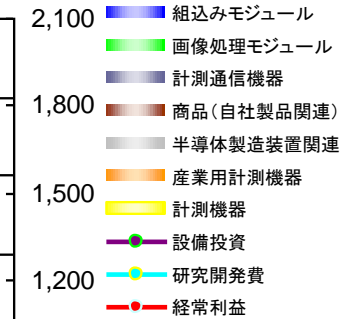 2,100
1,800
1,500
1,200
組込みモジュール
画像処理モジュール
計測通信機器
商品(自社製品関連)
半導体製造装置関連
産業用計測機器
計測機器
設備投資
研究開発費
経常利益